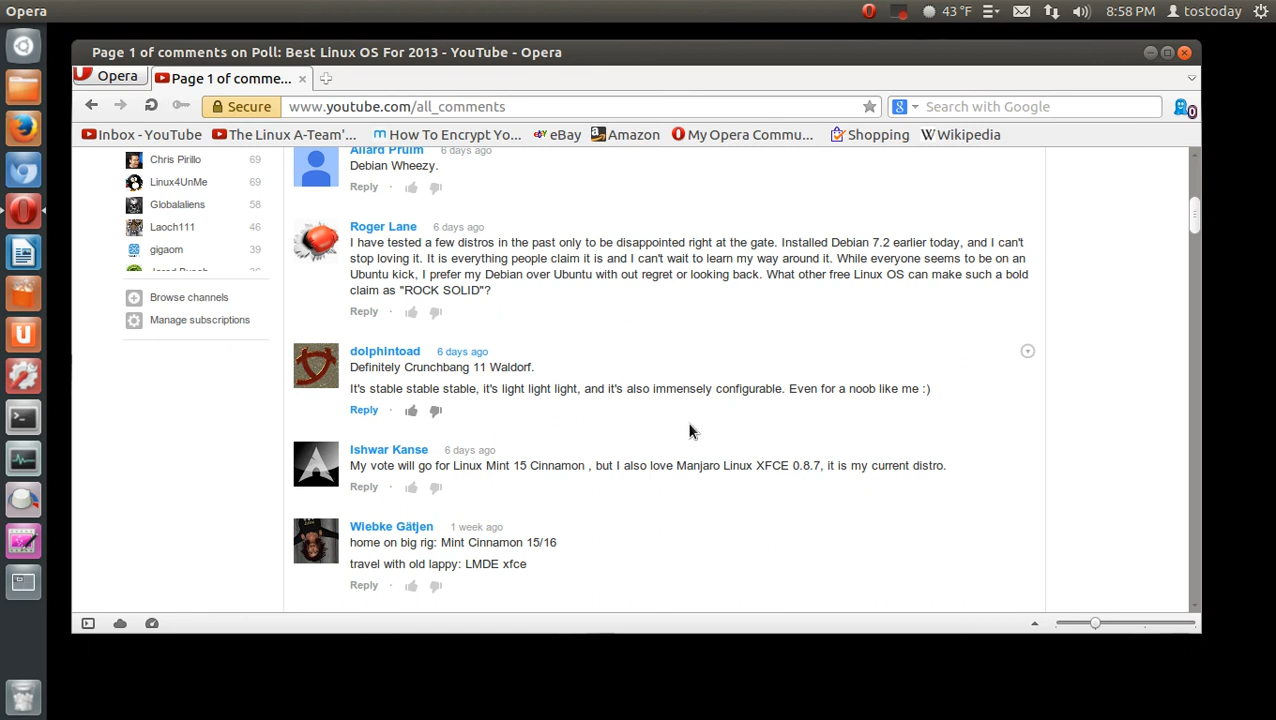 Opera
43 °F
8:58 PM
tostoday
Page 1 of comments on Poll: Best Linux OS For 2013 - YouTube - Opera
Opera
Page 1 of comme...
Secure
www.youtube.com/all_comments
Search with Google
0
Inbox - YouTube
The Linux A-Team'...
How To Encrypt Yo...
eBay
Amazon
My Opera Commu...
Shopping
Wikipedia
Chris Pirillo 69
Linux4UnMe 69
Globalaliens 58
Laoch111 46
gigaom 39
Browse channels
Manage subscriptions
Allard Pruim 6 days ago
Debian Wheezy.
Reply ·
Roger Lane 6 days ago
I have tested a few distros in the past only to be disappointed right at the gate. Installed Debian 7.2 earlier today, and I can't
stop loving it. It is everything people claim it is and I can't wait to learn my way around it. While everyone seems to be on an
Ubuntu kick, I prefer my Debian over Ubuntu with out regret or looking back. What other free Linux OS can make such a bold
claim as "ROCK SOLID"?
Reply ·
dolphintoad 6 days ago
Definitely Crunchbang 11 Waldorf.
It's stable stable stable, it's light light light, and it's also immensely configurable. Even for a noob like me :)
Reply ·
Ishwar Kanse 6 days ago
My vote will go for Linux Mint 15 Cinnamon , but I also love Manjaro Linux XFCE 0.8.7, it is my current distro.
Reply ·
Wiebke Gätjen 1 week ago
home on big rig: Mint Cinnamon 15/16
travel with old lappy: LMDE xfce
Reply ·